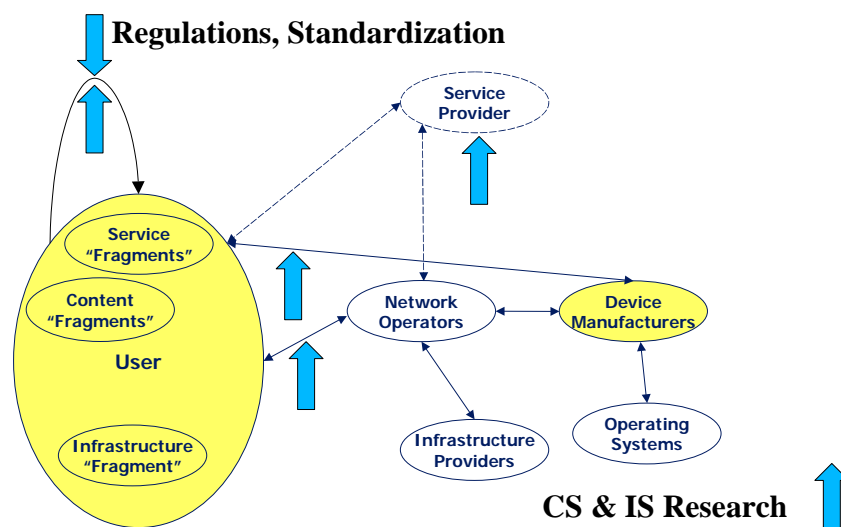 Regulations, Standardization
Service
Provider
Service
“Fragments”
Content
“Fragments”
User
Infrastructure
“Fragment”
Network
Operators
Device
Manufacturers
Infrastructure
Providers
Operating
Systems
CS & IS Research